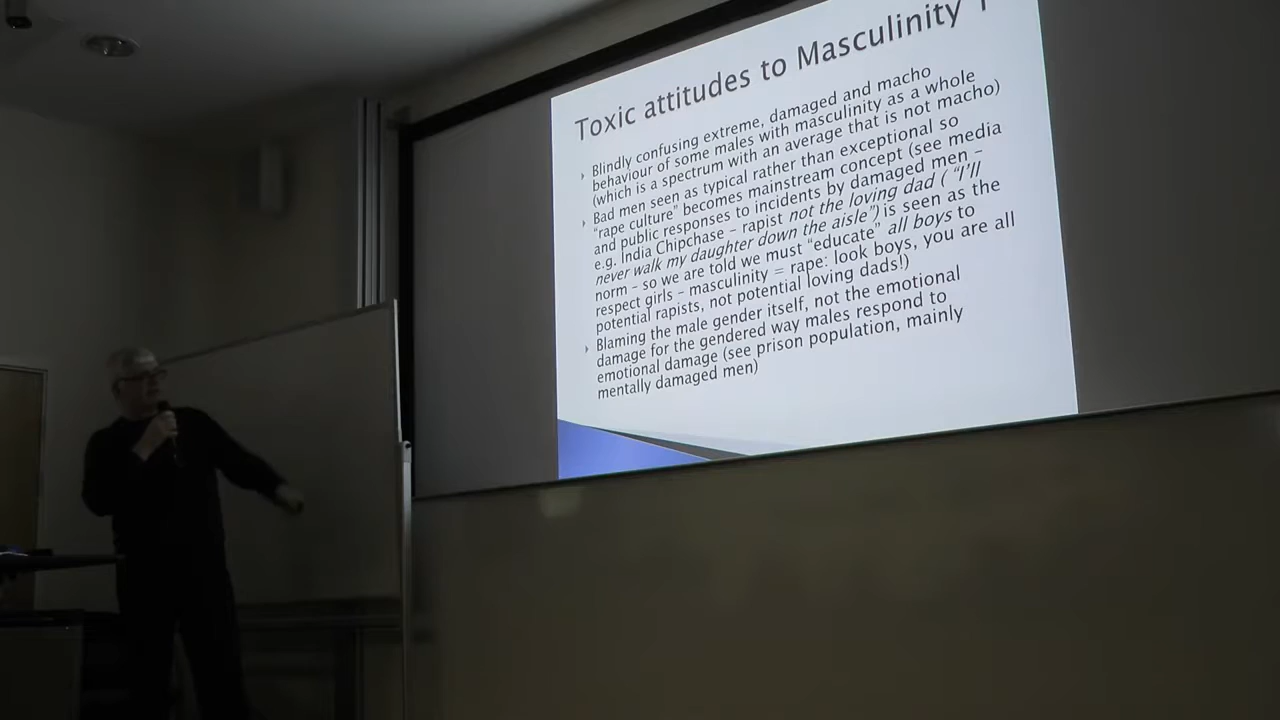 Toxic attitudes to Masculinity 1
Blindly confusing extreme, damaged and macho
behaviour of some males with masculinity as a whole
(which is a spectrum with an average that is not macho)
Bad men seen as typical rather than exceptional so
"rape culture" becomes mainstream concept (see media
and public responses to incidents by damaged men –
e.g. India Chipchase – rapist not the loving dad ( "I'll
never walk my daughter down the aisle") is seen as the
norm – so we are told we must "educate" all boys to
respect girls – masculinity = rape: look boys, you are all
potential rapists, not potential loving dads!)
Blaming the male gender itself, not the emotional
damage for the gendered way males respond to
emotional damage (see prison population, mainly
mentally damaged men)